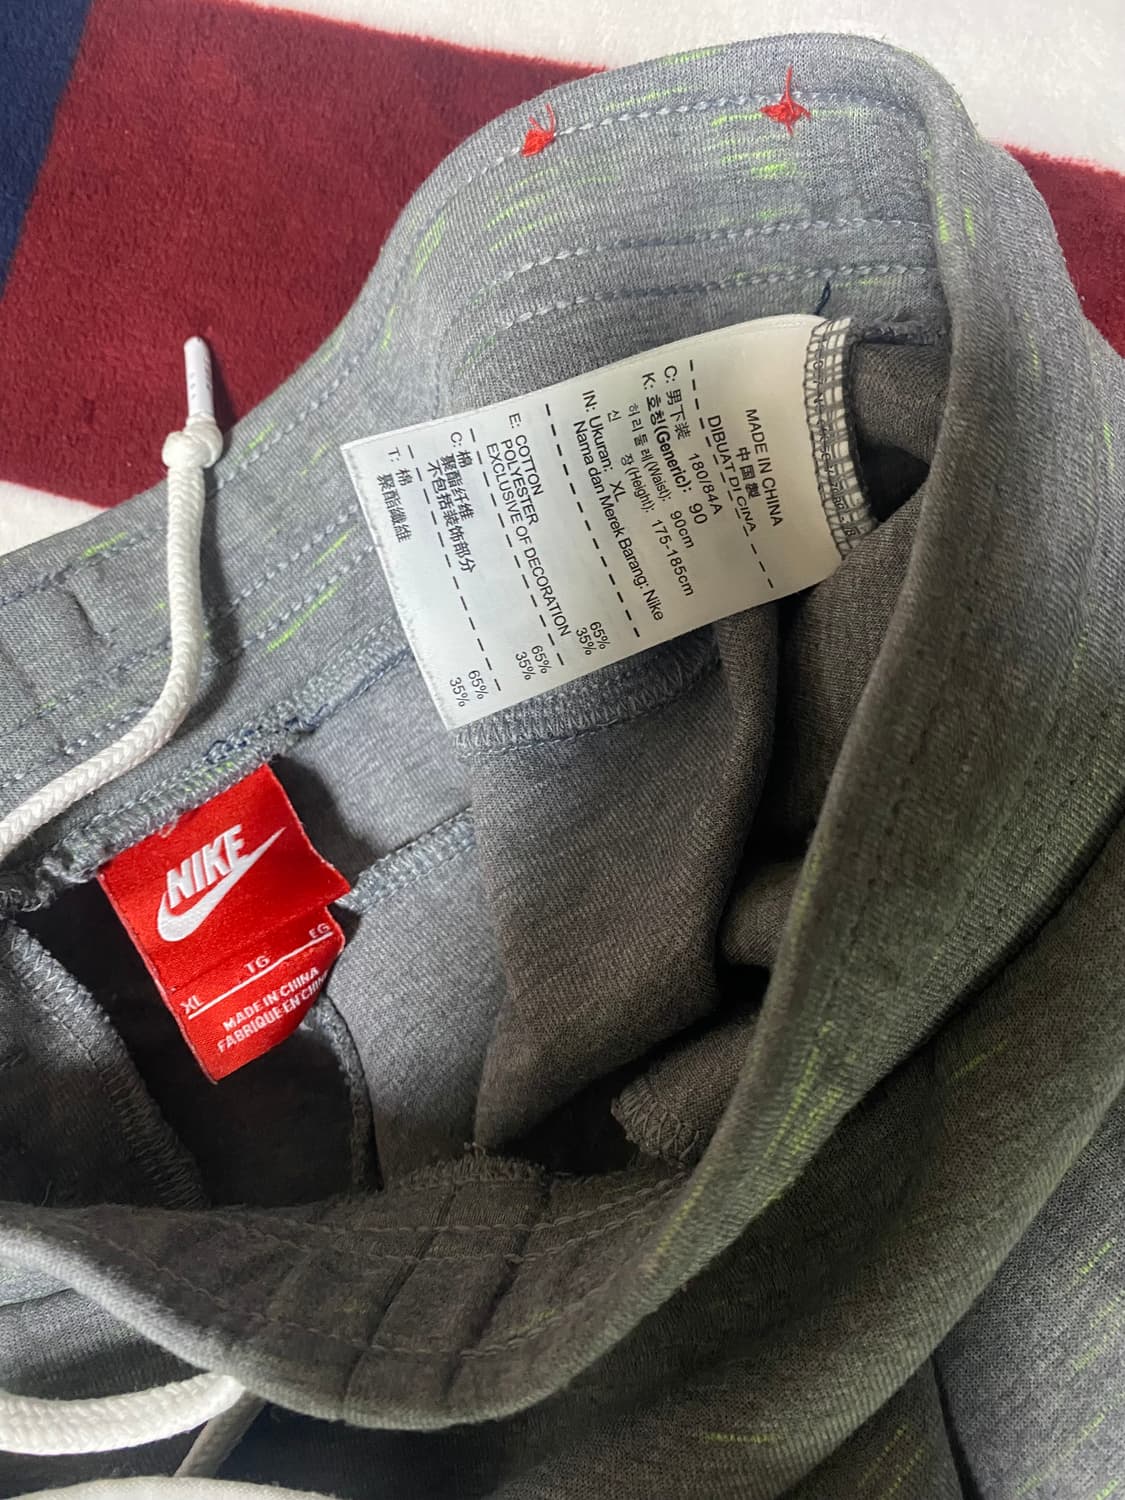 MADE IN CHINA
中国製
DIBUAT DI CINA
C: 男下装 180/84A
K: 호칭(Generic): 90
허리둘레(Waist): 90cm
신 장(Height): 175-185cm
IN: Ukuran: XL
Nama dan Merek Barang: Nike
E: COTTON 65%
POLYESTER 35%
EXCLUSIVE OF DECORATION
C: 棉 65%
聚酯纤维 35%
不包括装饰部分
T: 棉 65%
聚酯纖維 35%
NIKE
XL TG EG
MADE IN CHINA
FABRIQUE EN CHIN